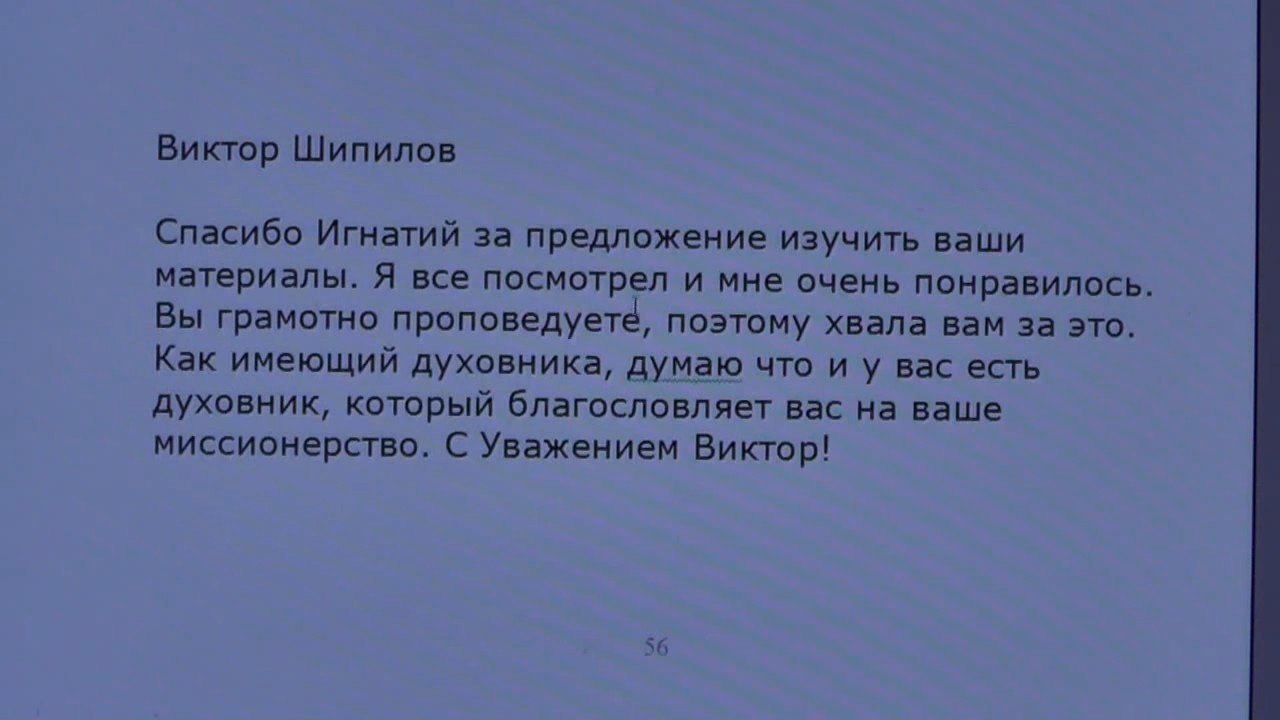 Виктор Шипилов
Спасибо Игнатий за предложение изучить ваши
материалы. Я все посмотрел и мне очень понравилось.
Вы грамотно проповедуете, поэтому хвала вам за это.
Как имеющий духовника, думаю что и у вас есть
духовник, который благословляет вас на ваше
миссионерство. С Уважением Виктор!
56